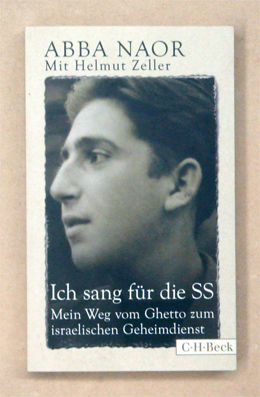 ABBA NAOR
Mit Helmut Zeller
Ich sang für die SS
Mein Weg vom Ghetto zum
israelischen Geheimdienst
C·H·Beck